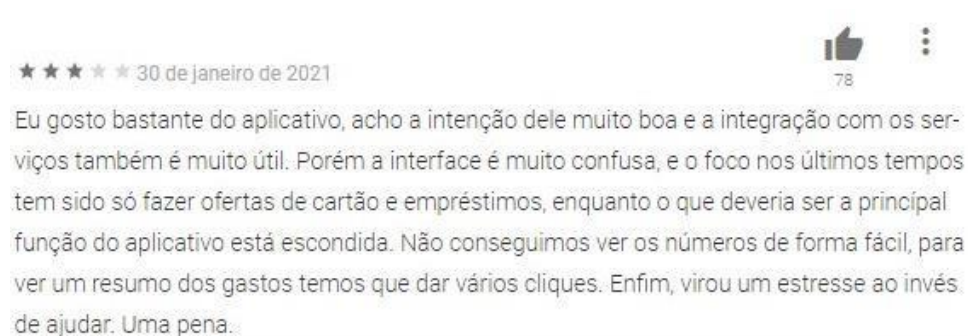 30 de janeiro de 2021
78
Eu gosto bastante do aplicativo, acho a intenção dele muito boa e a integração com os ser-
viços também é muito útil. Porém a interface é muito confusa, e o foco nos últimos tempos
tem sido só fazer ofertas de cartão e empréstimos, enquanto o que deveria ser a princípal
função do aplicativo está escondida. Não conseguimos ver os números de forma fácil, para
ver um resumo dos gastos temos que dar vários cliques. Enfim, virou um estresse ao invés
de ajudar. Uma pena.